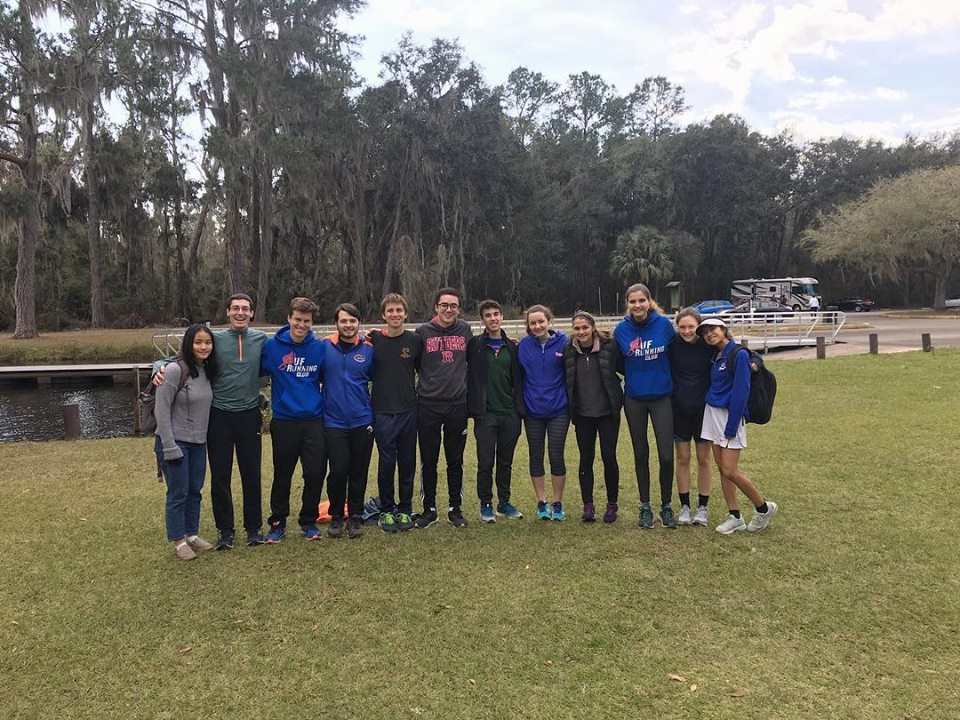 UF
RUNNING
CLUB
RUTGERS
R
UF
RUNNING
CLUB